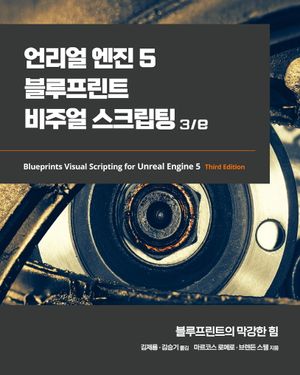 언리얼 엔진 5
블루프린트
비주얼 스크립팅 3/e
Blueprints Visual Scripting for Unreal Engine 5 Third Edition
블루프린트의 막강한 힘
김제룡 · 김승기 옮김 마르코스 로메로 · 브렌든 스웰 지음